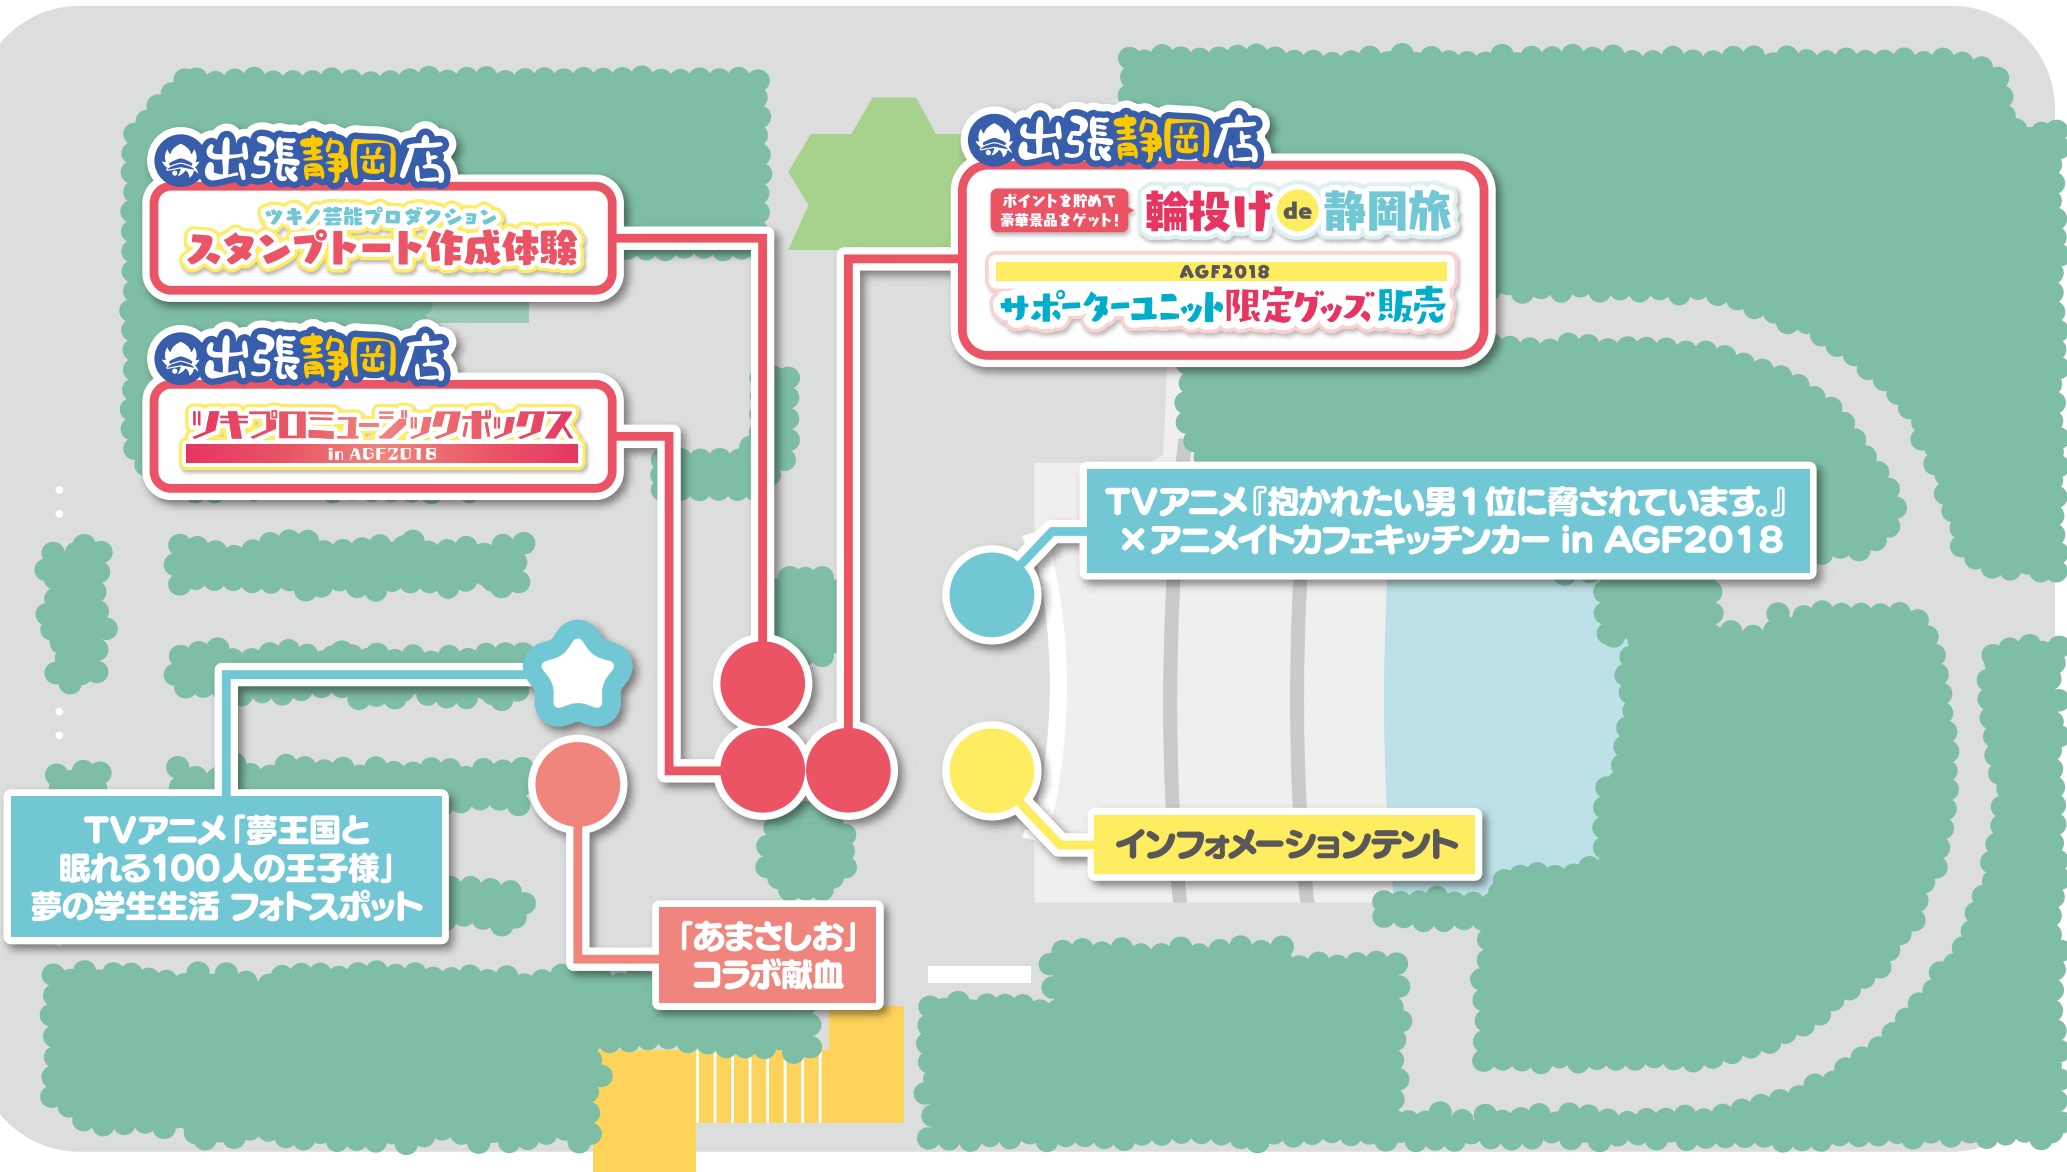 出張静岡店
ツキノ芸能プロダクション
スタンプトート作成体験
出張静岡店
ツキプロミュージックボックス
in AGF2018
出張静岡店
ポイントを貯めて
豪華景品をゲット!
輪投げde静岡旅
AGF2018
サポーターユニット限定グッズ販売
TVアニメ『抱かれたい男1位に脅されています。』
×アニメイトカフェキッチンカー in AGF2018
インフォメーションテント
TVアニメ「夢王国と
眠れる100人の王子様」
夢の学生生活 フォトスポット
「あまさしお」
コラボ献血